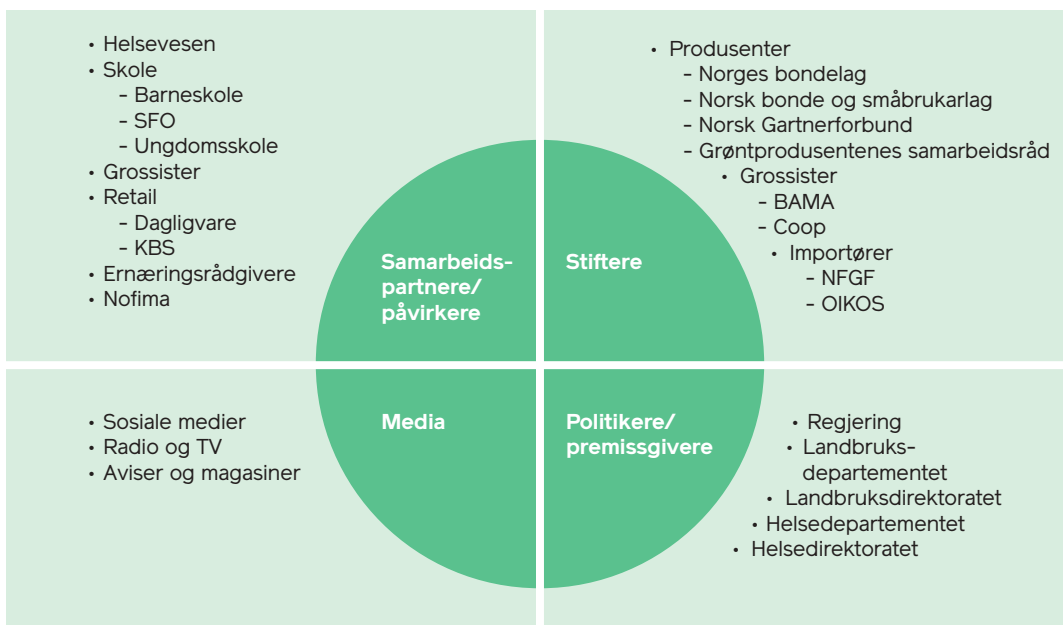 • Helsevesen
• Skole
- Barneskole
- SFO
- Ungdomsskole
• Grossister
• Retail
- Dagligvare
- KBS
• Ernæringsrådgivere
• Nofima
Samarbeids-
partnere/
påvirkere
• Produsenter
- Norges bondelag
- Norsk bonde og småbrukarlag
- Norsk Gartnerforbund
- Grøntprodusentenes samarbeidsråd
• Grossister
- BAMA
- Coop
• Importører
- NFGF
- OIKOS
Stiftere
• Sosiale medier
• Radio og TV
• Aviser og magasiner
Media
Politikere/
premissgivere
• Regjering
• Landbruks-
departementet
• Landbruksdirektoratet
• Helsedepartementet
• Helsedirektoratet